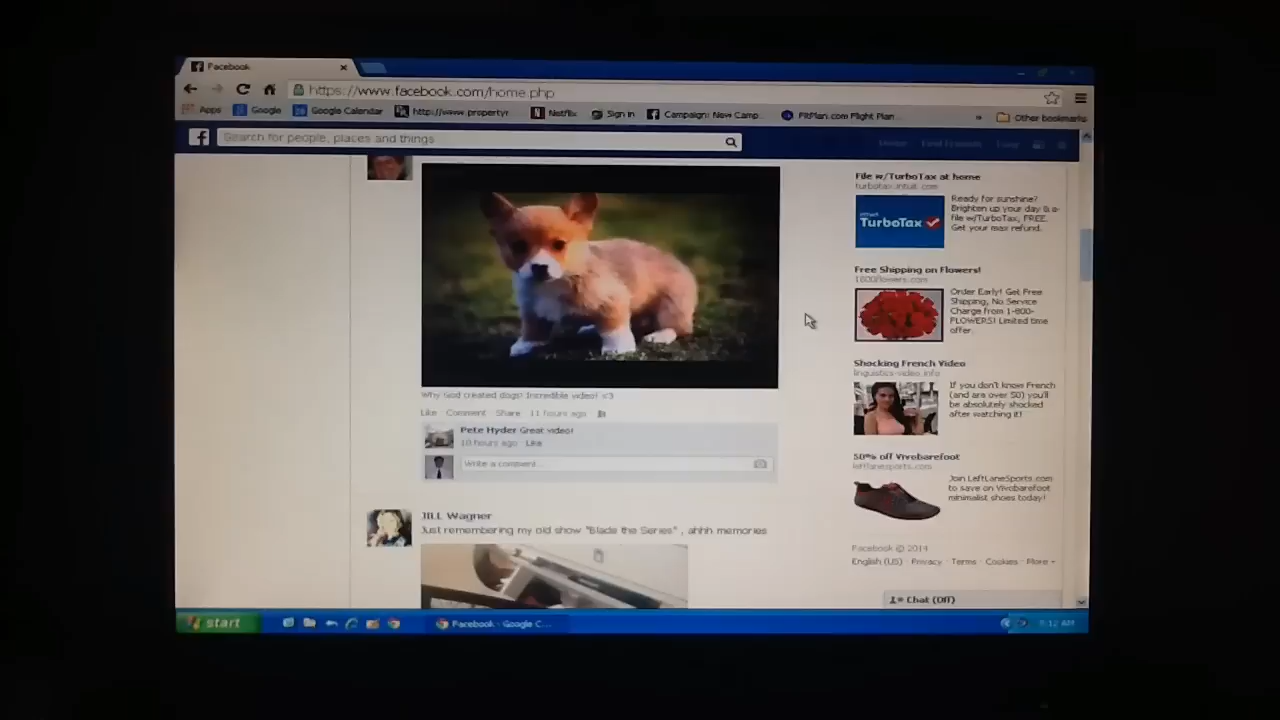 Facebook
https://www.facebook.com/home.php
Apps Google Google Calendar http://www.propertyr Netflix Sign In Campaign: New Camp... FltPlan.com Flight Plan... » Other bookmarks
Search for people, places and things
Home Find Friends
File w/TurboTax at home
turbotax.intuit.com
TurboTax
Ready for sunshine?
Brighten up your day & e-
file w/TurboTax, FREE.
Get your max refund.
Free Shipping on Flowers!
1800flowers.com
Order Early! Get Free
Shipping, No Service
Charge from 1-800-
FLOWERS! Limited time
offer.
Shocking French Video
linguistics-video.info
If you don't know French
(and are over 50) you'll
be absolutely shocked
after watching it!
50% off Vivobarefoot
leftlanesports.com
Join LeftLaneSports.com
to save on Vivobarefoot
minimalist shoes today!
Why God created dogs! Incredible video! <3
Like · Comment · Share · 11 hours ago
Pete Hyder Great video!
10 hours ago · Like
Write a comment...
JILL Wagner
Just remembering my old show "Blade the Series" , ahhh memories
Facebook © 2014
English (US) · Privacy · Terms · Cookies · More
Chat (Off)
start
Facebook - Google C...